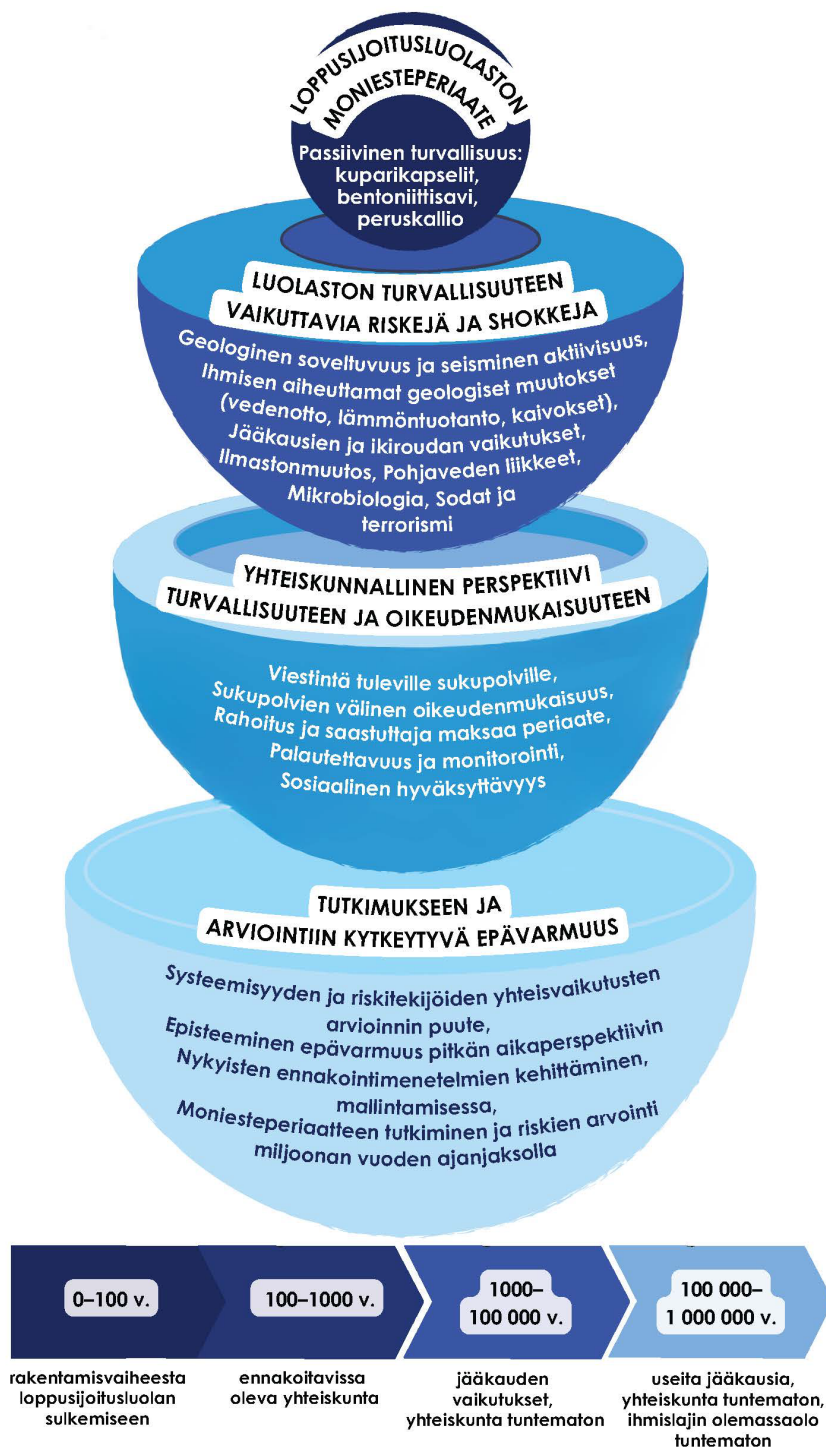 LOPPUSIJOITUSLUOLASTON
MONIESTEPERIAATE
Passiivinen turvallisuus:
kuparikapselit,
bentoniittisavi,
peruskallio
LUOLASTON TURVALLISUUTEEN
VAIKUTTAVIA RISKEJÄ JA SHOKKEJA
Geologinen soveltuvuus ja seisminen aktiivisuus,
Ihmisen aiheuttamat geologiset muutokset
(vedenotto, lämmöntuotanto, kaivokset),
Jääkausien ja ikiroudan vaikutukset,
Ilmastonmuutos, Pohjaveden liikkeet,
Mikrobiologia, Sodat ja
terrorismi
YHTEISKUNNALLINEN PERSPEKTIIVI
TURVALLISUUTEEN JA OIKEUDENMUKAISUUTEEN
Viestintä tuleville sukupolville,
Sukupolvien välinen oikeudenmukaisuus,
Rahoitus ja saastuttaja maksaa periaate,
Palautettavuus ja monitorointi,
Sosiaalinen hyväksyttävyys
TUTKIMUKSEEN JA
ARVIOINTIIN KYTKEYTYVÄ EPÄVARMUUS
Systeemisyyden ja riskitekijöiden yhteisvaikutusten
arvioinnin puute,
Episteeminen epävarmuus pitkän aikaperspektiivin
Nykyisten ennakointimenetelmien kehittäminen,
mallintamisessa,
Moniesteperiaatteen tutkiminen ja riskien arvointi
miljoonan vuoden ajanjaksolla
0–100 v.
100–1000 v.
1000–
100 000 v.
100 000–
1 000 000 v.
rakentamisvaiheesta
loppusijoitusluolan
sulkemiseen
ennakoitavissa
oleva yhteiskunta
jääkauden
vaikutukset,
yhteiskunta tuntematon
useita jääkausia,
yhteiskunta tuntematon,
ihmislajin olemassaolo
tuntematon